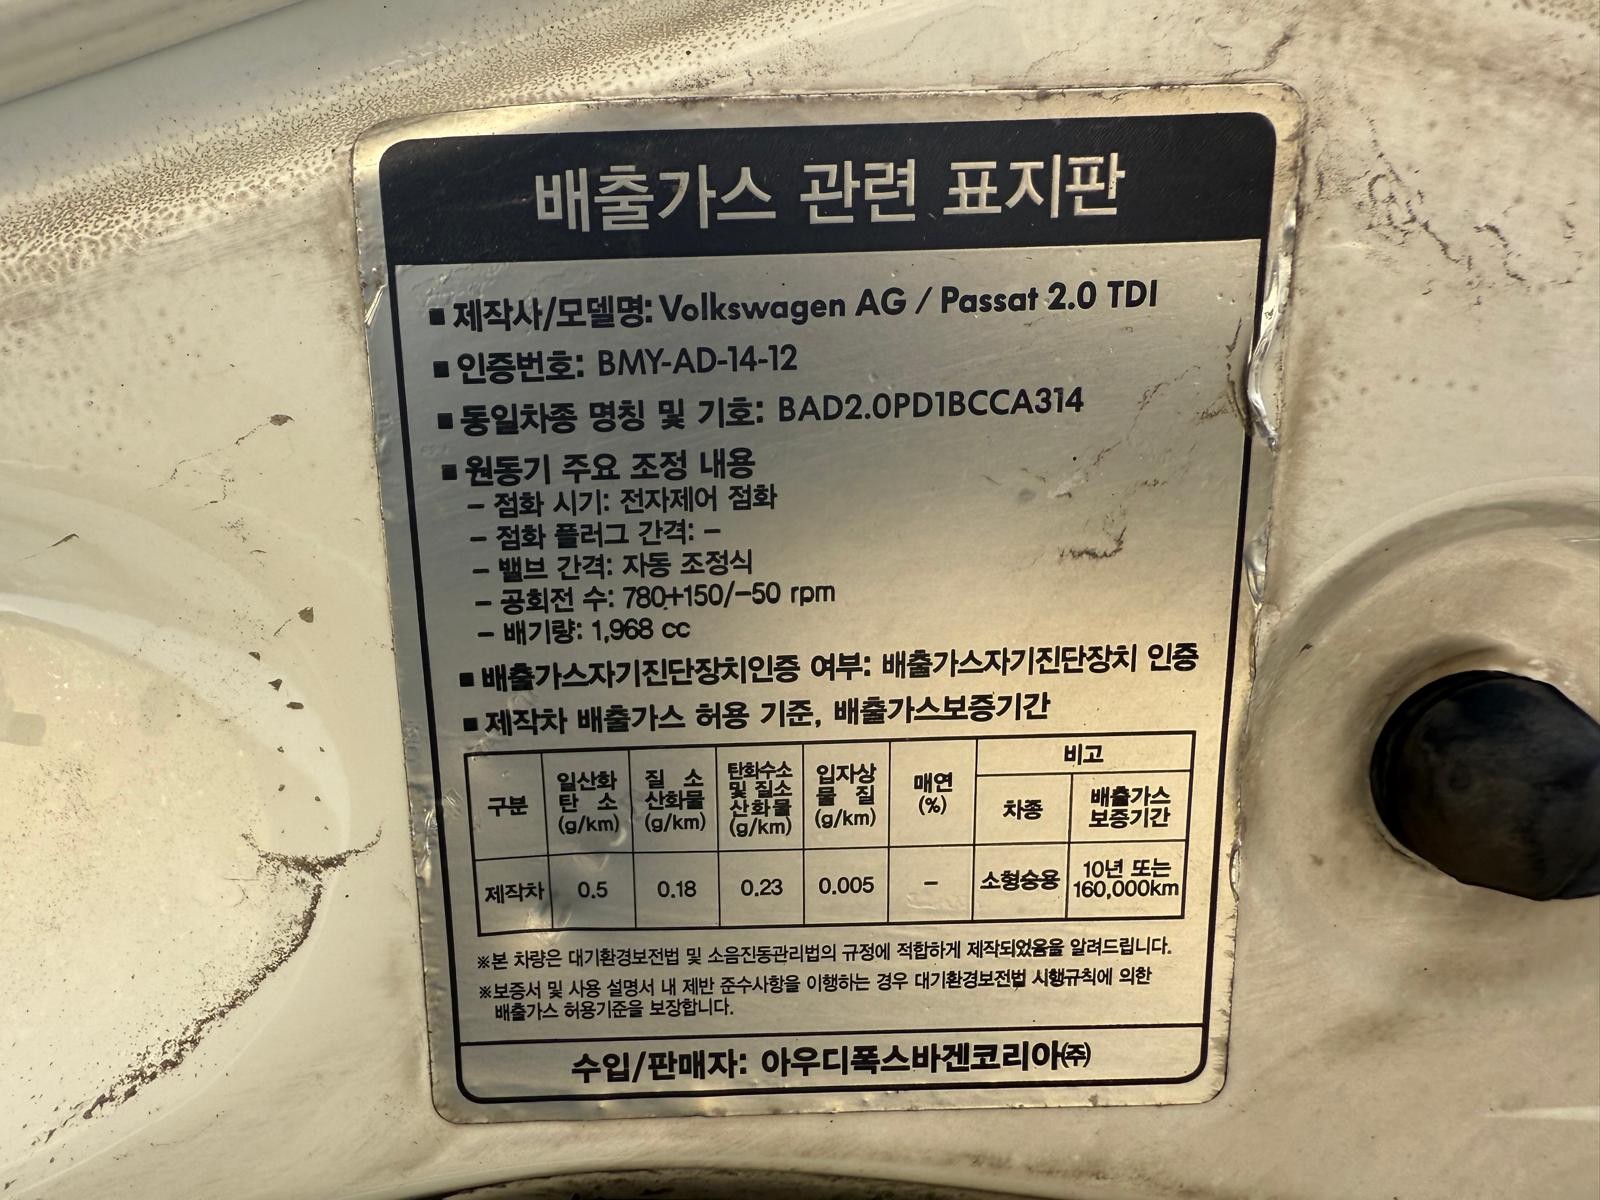 배출가스 관련 표지판
■ 제작사/모델명: Volkswagen AG / Passat 2.0 TDI
■ 인증번호: BMY-AD-14-12
■ 동일차종 명칭 및 기호: BAD2.0PD1BCCA314
■ 원동기 주요 조정 내용
– 점화 시기: 전자제어 점화
– 점화 플러그 간격: –
– 밸브 간격: 자동 조정식
– 공회전 수: 780+150/-50 rpm
– 배기량: 1,968 cc
■ 배출가스자기진단장치인증 여부: 배출가스자기진단장치 인증
■ 제작차 배출가스 허용 기준, 배출가스보증기간
구분 일산화탄소 (g/km) 질소산화물 (g/km) 탄화수소 및 질소산화물 (g/km) 입자상물질 (g/km) 매연 (%) 비고
차종 배출가스 보증기간
제작차 0.5 0.18 0.23 0.005 – 소형승용 10년 또는 160,000km
※본 차량은 대기환경보전법 및 소음진동관리법의 규정에 적합하게 제작되었음을 알려드립니다.
※보증서 및 사용 설명서 내 제반 준수사항을 이행하는 경우 대기환경보전법 시행규칙에 의한
배출가스 허용기준을 보장합니다.
수입/판매자: 아우디폭스바겐코리아㈜